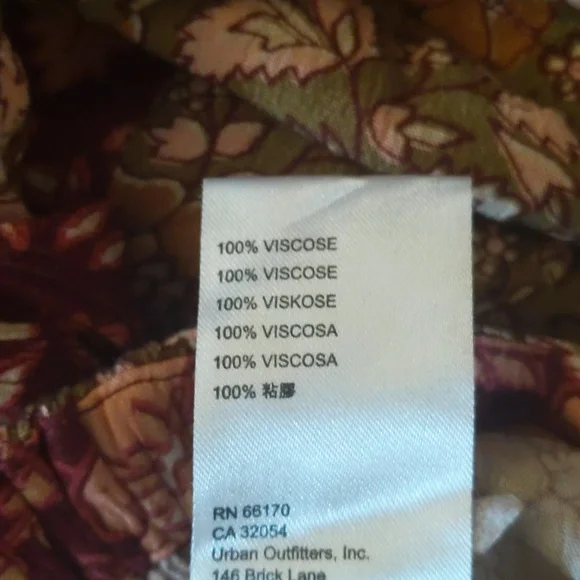 100% VISCOSE
100% VISCOSE
100% VISKOSE
100% VISCOSA
100% VISCOSA
100% 粘膠
RN 66170
CA 32054
Urban Outfitters, Inc.
146 Brick Lane